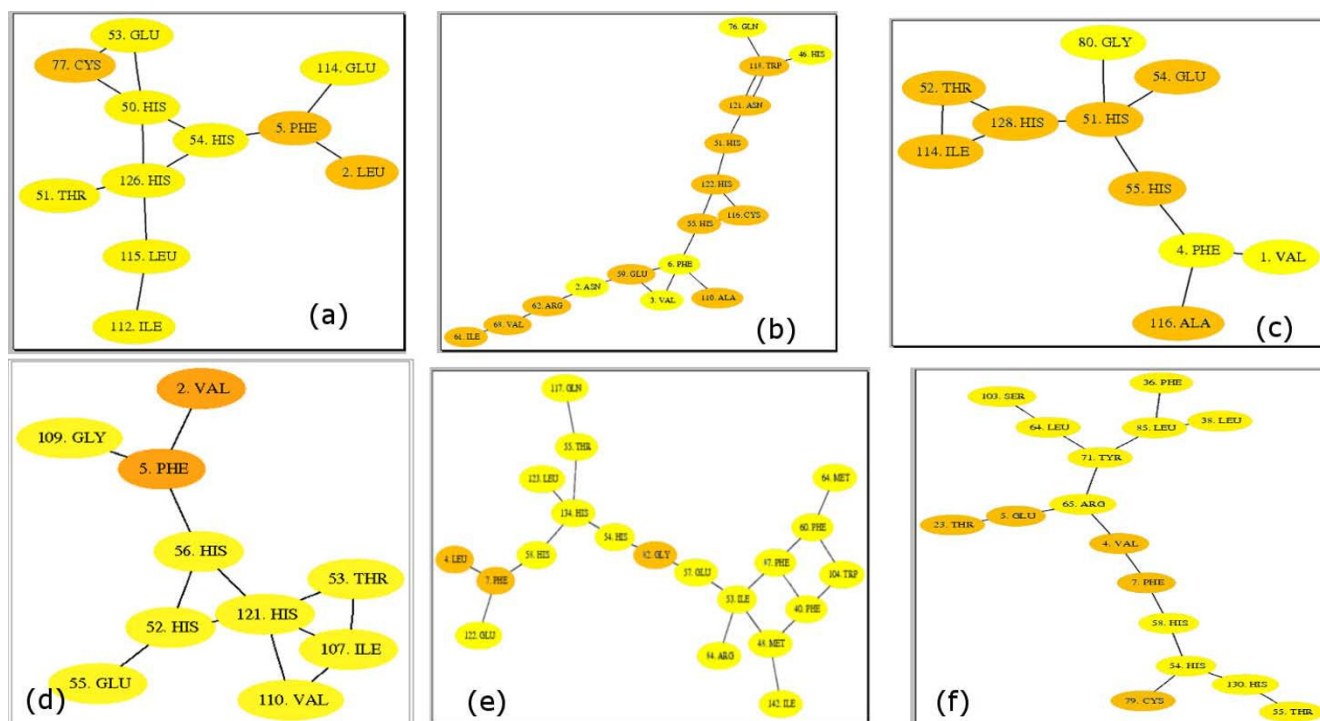 53. GLU
77. CYS
114. GLU
50. HIS
5. PHE
54. HIS
2. LEU
126. HIS
51. THR
115. LEU
112. ILE
(a)
76. GLN
46. HIS
119. TRP
121. ASN
51. HIS
122. HIS
116. CYS
55. HIS
6. PHE
59. GLU
2. ASN
110. ALA
3. VAL
62. ARG
68. VAL
61. ILE
(b)
80. GLY
54. GLU
52. THR
128. HIS
51. HIS
114. ILE
55. HIS
4. PHE
1. VAL
116. ALA
(c)
2. VAL
109. GLY
5. PHE
56. HIS
53. THR
121. HIS
52. HIS
107. ILE
55. GLU
110. VAL
(d)
117. GLN
55. THR
123. LEU
64. MET
134. HIS
60. PHE
54. HIS
4. LEU
58. HIS
82. GLY
7. PHE
57. GLU
87. PHE
104. TRP
53. ILE
40. PHE
122. GLU
48. MET
84. ARG
142. ILE
(e)
36. PHE
103. SER
38. LEU
64. LEU
85. LEU
71. TYR
65. ARG
5. GLU
23. THR
4. VAL
7. PHE
58. HIS
54. HIS
130. HIS
79. CYS
55. THR
(f)